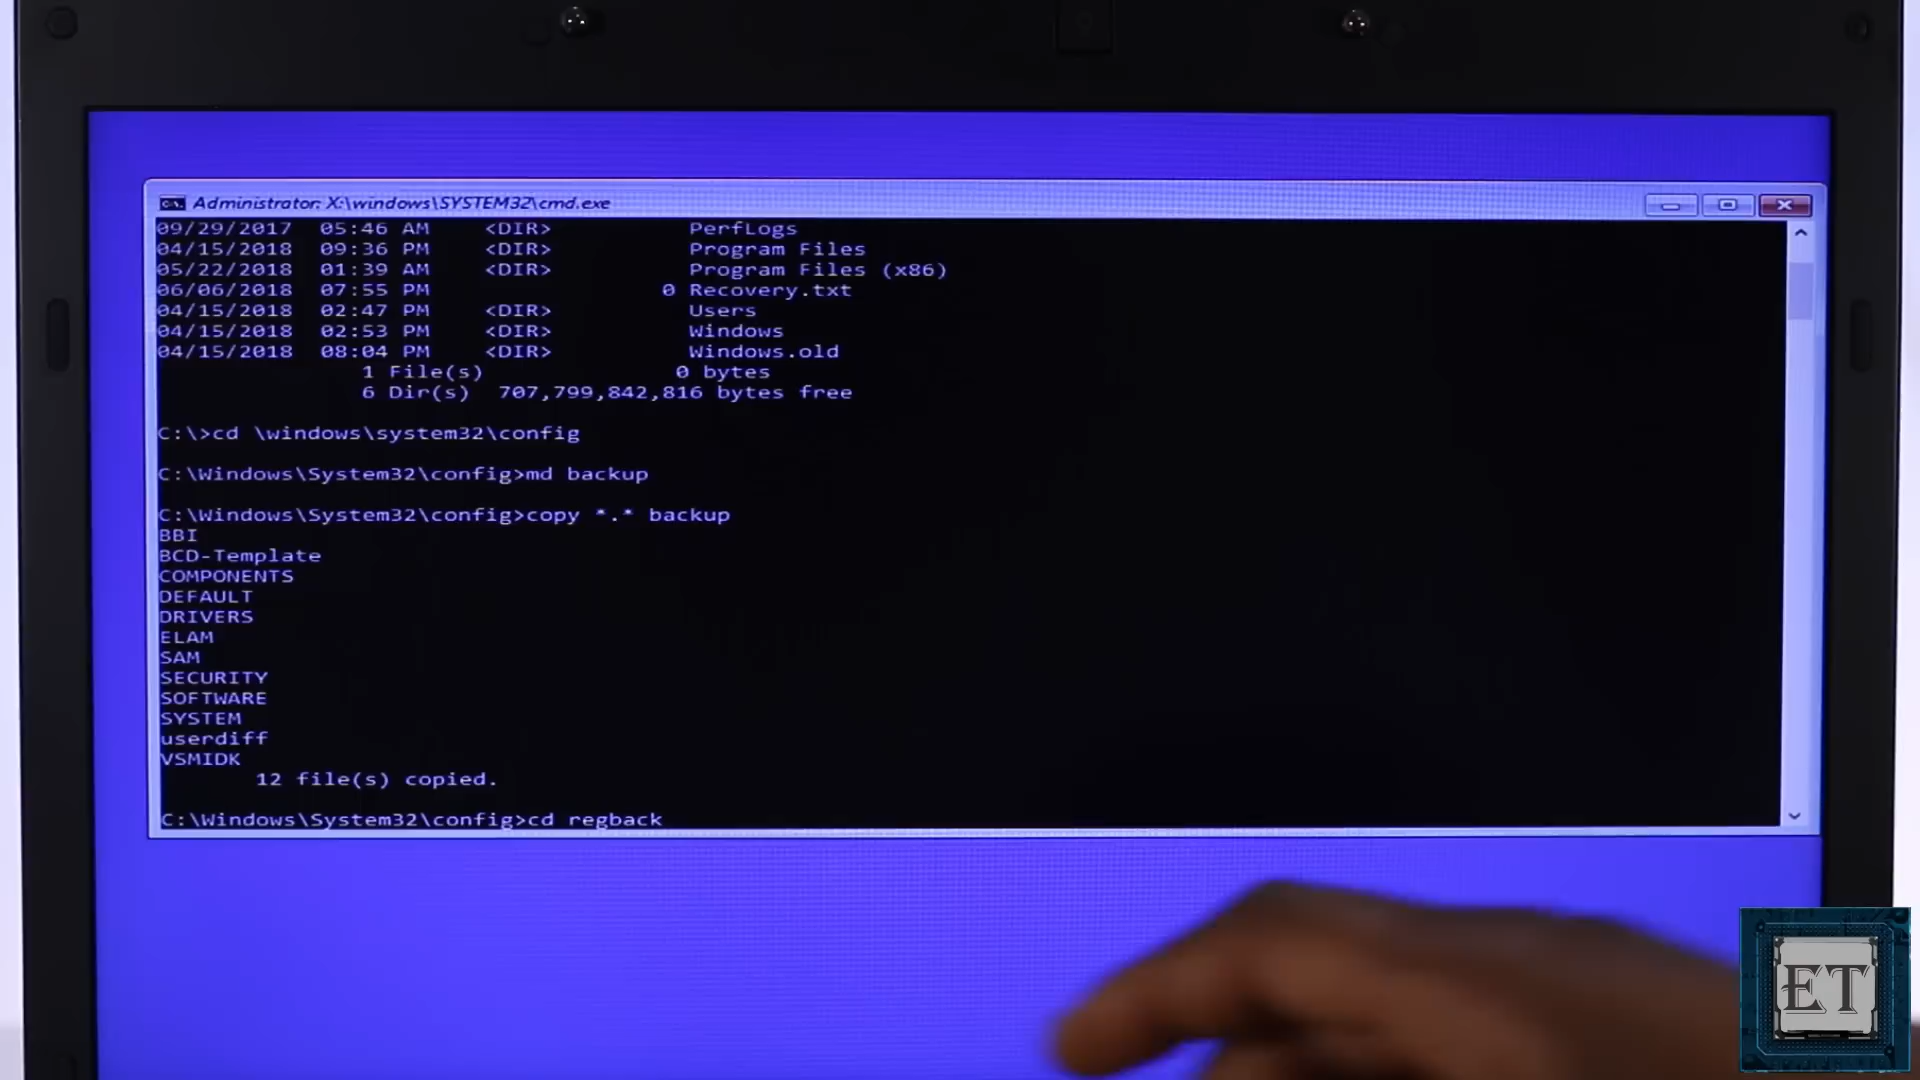 Administrator: X:\windows\SYSTEM32\cmd.exe
09/29/2017 05:46 AM <DIR> PerfLogs
04/15/2018 09:36 PM <DIR> Program Files
05/22/2018 01:39 AM <DIR> Program Files (x86)
06/06/2018 07:55 PM 0 Recovery.txt
04/15/2018 02:47 PM <DIR> Users
04/15/2018 02:53 PM <DIR> Windows
04/15/2018 08:04 PM <DIR> Windows.old
1 File(s) 0 bytes
6 Dir(s) 707,799,842,816 bytes free
C:\>cd \windows\system32\config
C:\Windows\System32\config>md backup
C:\Windows\System32\config>copy *.* backup
BBI
BCD-Template
COMPONENTS
DEFAULT
DRIVERS
ELAM
SAM
SECURITY
SOFTWARE
SYSTEM
userdiff
VSMIDK
12 file(s) copied.
C:\Windows\System32\config>cd regback
ET